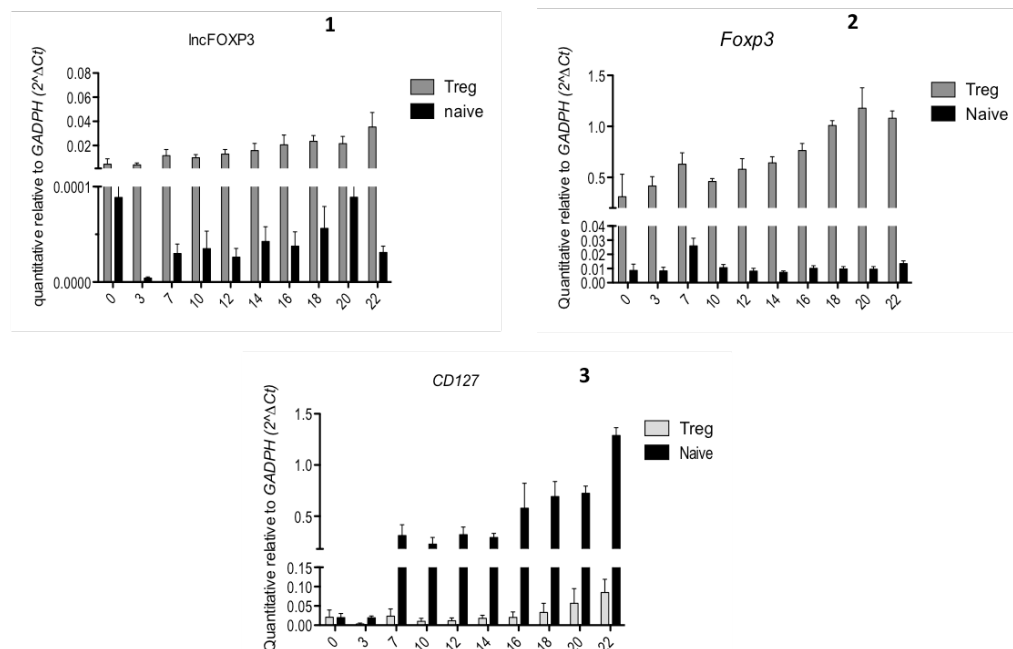 1
lncFOXP3
quantitative relative to GADPH (2^ΔCt)
0.08
0.06
0.04
0.02
0.0001
0.0000
0 3 7 10 12 14 16 18 20 22
Treg
naive
2
Foxp3
Quantitative relative to GADPH (2^ΔCt)
1.5
1.0
0.5
0.04
0.03
0.02
0.01
0.00
0 3 7 10 12 14 16 18 20 22
Treg
Naive
3
CD127
Quantitative relative to GADPH (2^ΔCt)
1.5
1.0
0.5
0.15
0.10
0.05
0.00
0 3 7 10 12 14 16 18 20 22
Treg
Naive